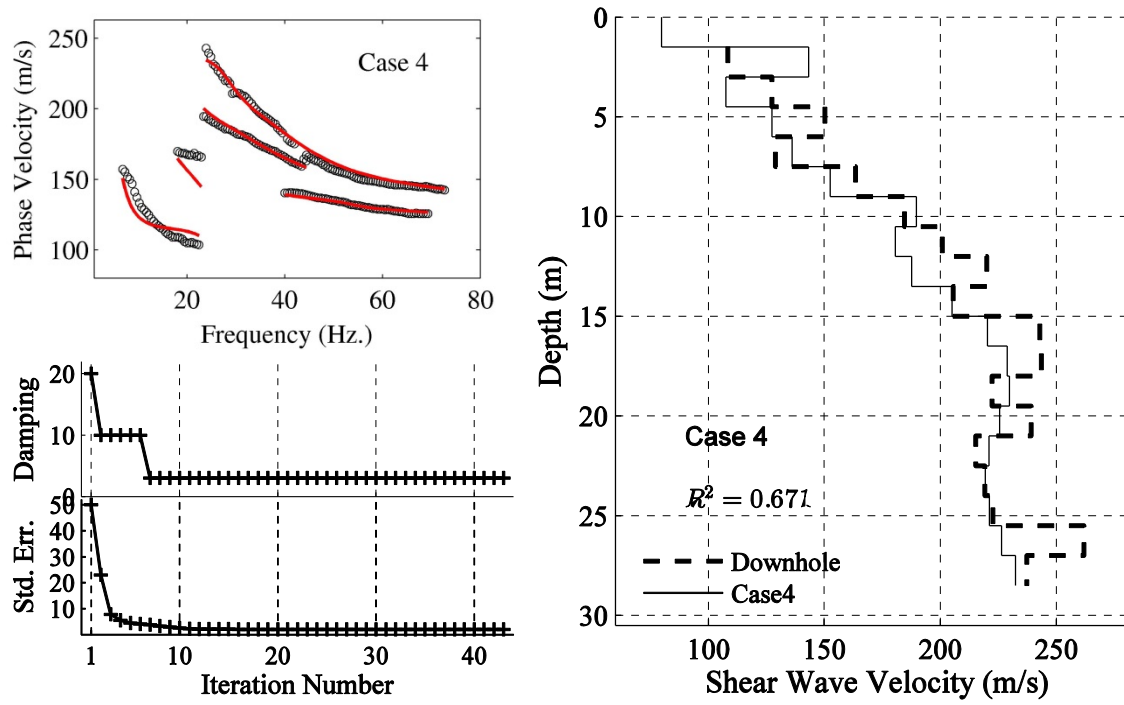 250
200
150
100
Phase Velocity (m/s)
Case 4
20
40
60
80
Frequency (Hz.)
20
10
0
Damping
50
40
30
20
10
Std. Err.
1
10
20
30
40
Iteration Number
0
5
10
15
20
25
30
Depth (m)
Case 4
R² = 0.671
Downhole
Case4
100
150
200
250
Shear Wave Velocity (m/s)